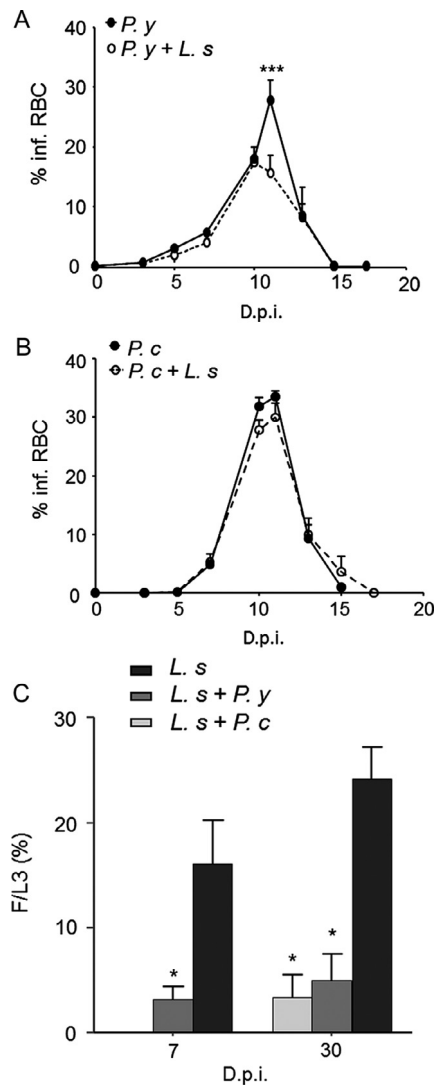 A
P. y
P. y + L. s
***
40
30
20
10
0
% inf. RBC
0 5 10 15 20
D.p.i.
B
P. c
P. c + L. s
40
30
20
10
0
% inf. RBC
0 5 10 15 20
D.p.i.
C
L. s
L. s + P. y
L. s + P. c
30
20
10
0
F/L3 (%)
* * *
7 30
D.p.i.